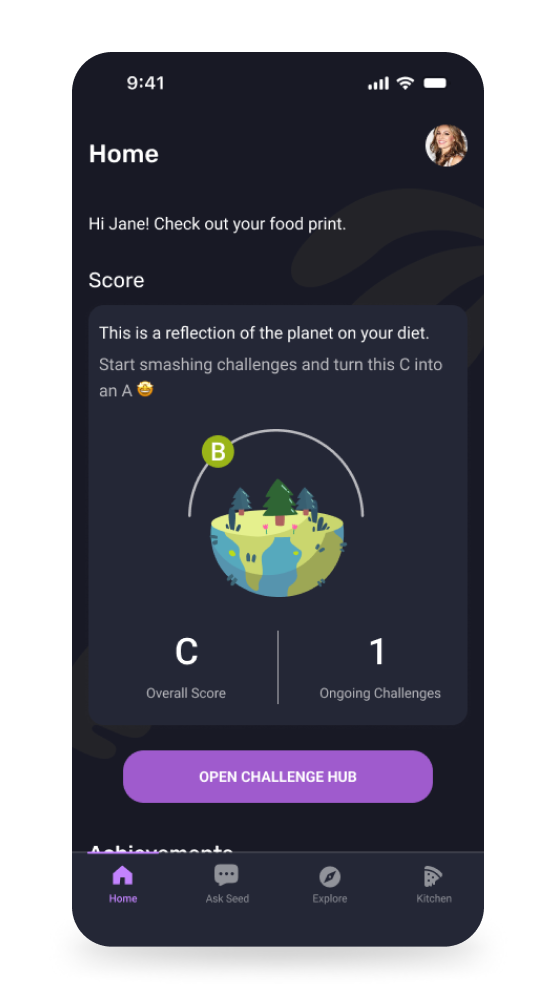 9:41
Home
Hi Jane! Check out your food print.
Score
This is a reflection of the planet on your diet.
Start smashing challenges and turn this C into
an A 🤩
B
C
1
Overall Score
Ongoing Challenges
OPEN CHALLENGE HUB
Achievements
Home
Ask Seed
Explore
Kitchen